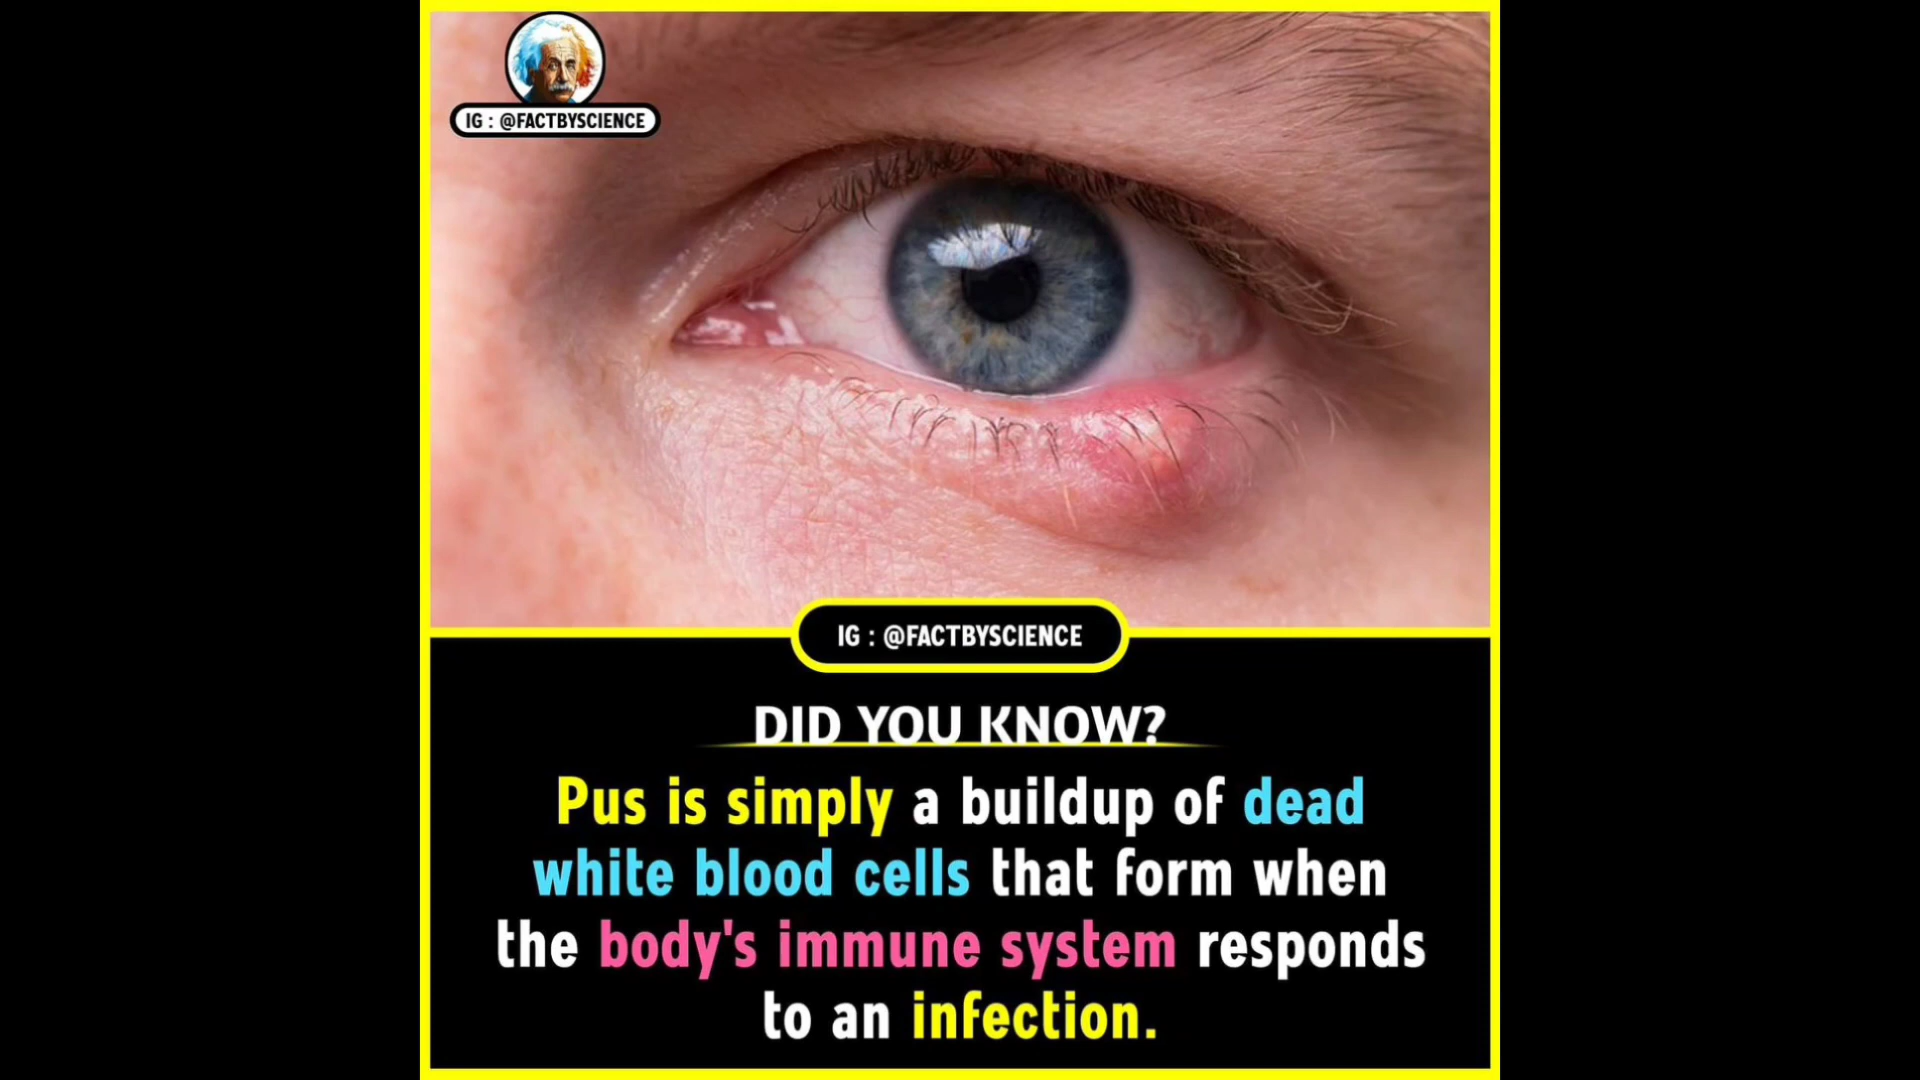 IG : @FACTBYSCIENCE
IG : @FACTBYSCIENCE
DID YOU KNOW?
Pus is simply a buildup of dead
white blood cells that form when
the body's immune system responds
to an infection.